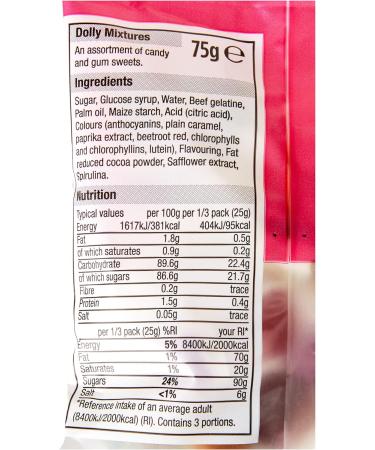 Dolly Mixtures
An assortment of candy
and gum sweets.
75g ℮
Ingredients
Sugar, Glucose syrup, Water, Beef gelatine,
Palm oil, Maize starch, Acid (citric acid),
Colours (anthocyanins, plain caramel,
paprika extract, beetroot red, chlorophylls
and chlorophyllins, lutein), Flavouring, Fat
reduced cocoa powder, Safflower extract,
Spirulina.
Nutrition
Typical values per 100g per 1/3 pack (25g)
Energy 1617kJ/381kcal 404kJ/95kcal
Fat 1.8g 0.5g
of which saturates 0.9g 0.2g
Carbohydrate 89.6g 22.4g
of which sugars 86.6g 21.7g
Fibre 0.2g trace
Protein 1.5g 0.4g
Salt 0.05g trace
per 1/3 pack (25g) %RI your RI*
Energy 5% 8400kJ/2000kcal
Fat 1% 70g
Saturates 1% 20g
Sugars 24% 90g
Salt <1% 6g
*Reference intake of an average adult
(8400kJ/2000kcal) (RI). Contains 3 portions.